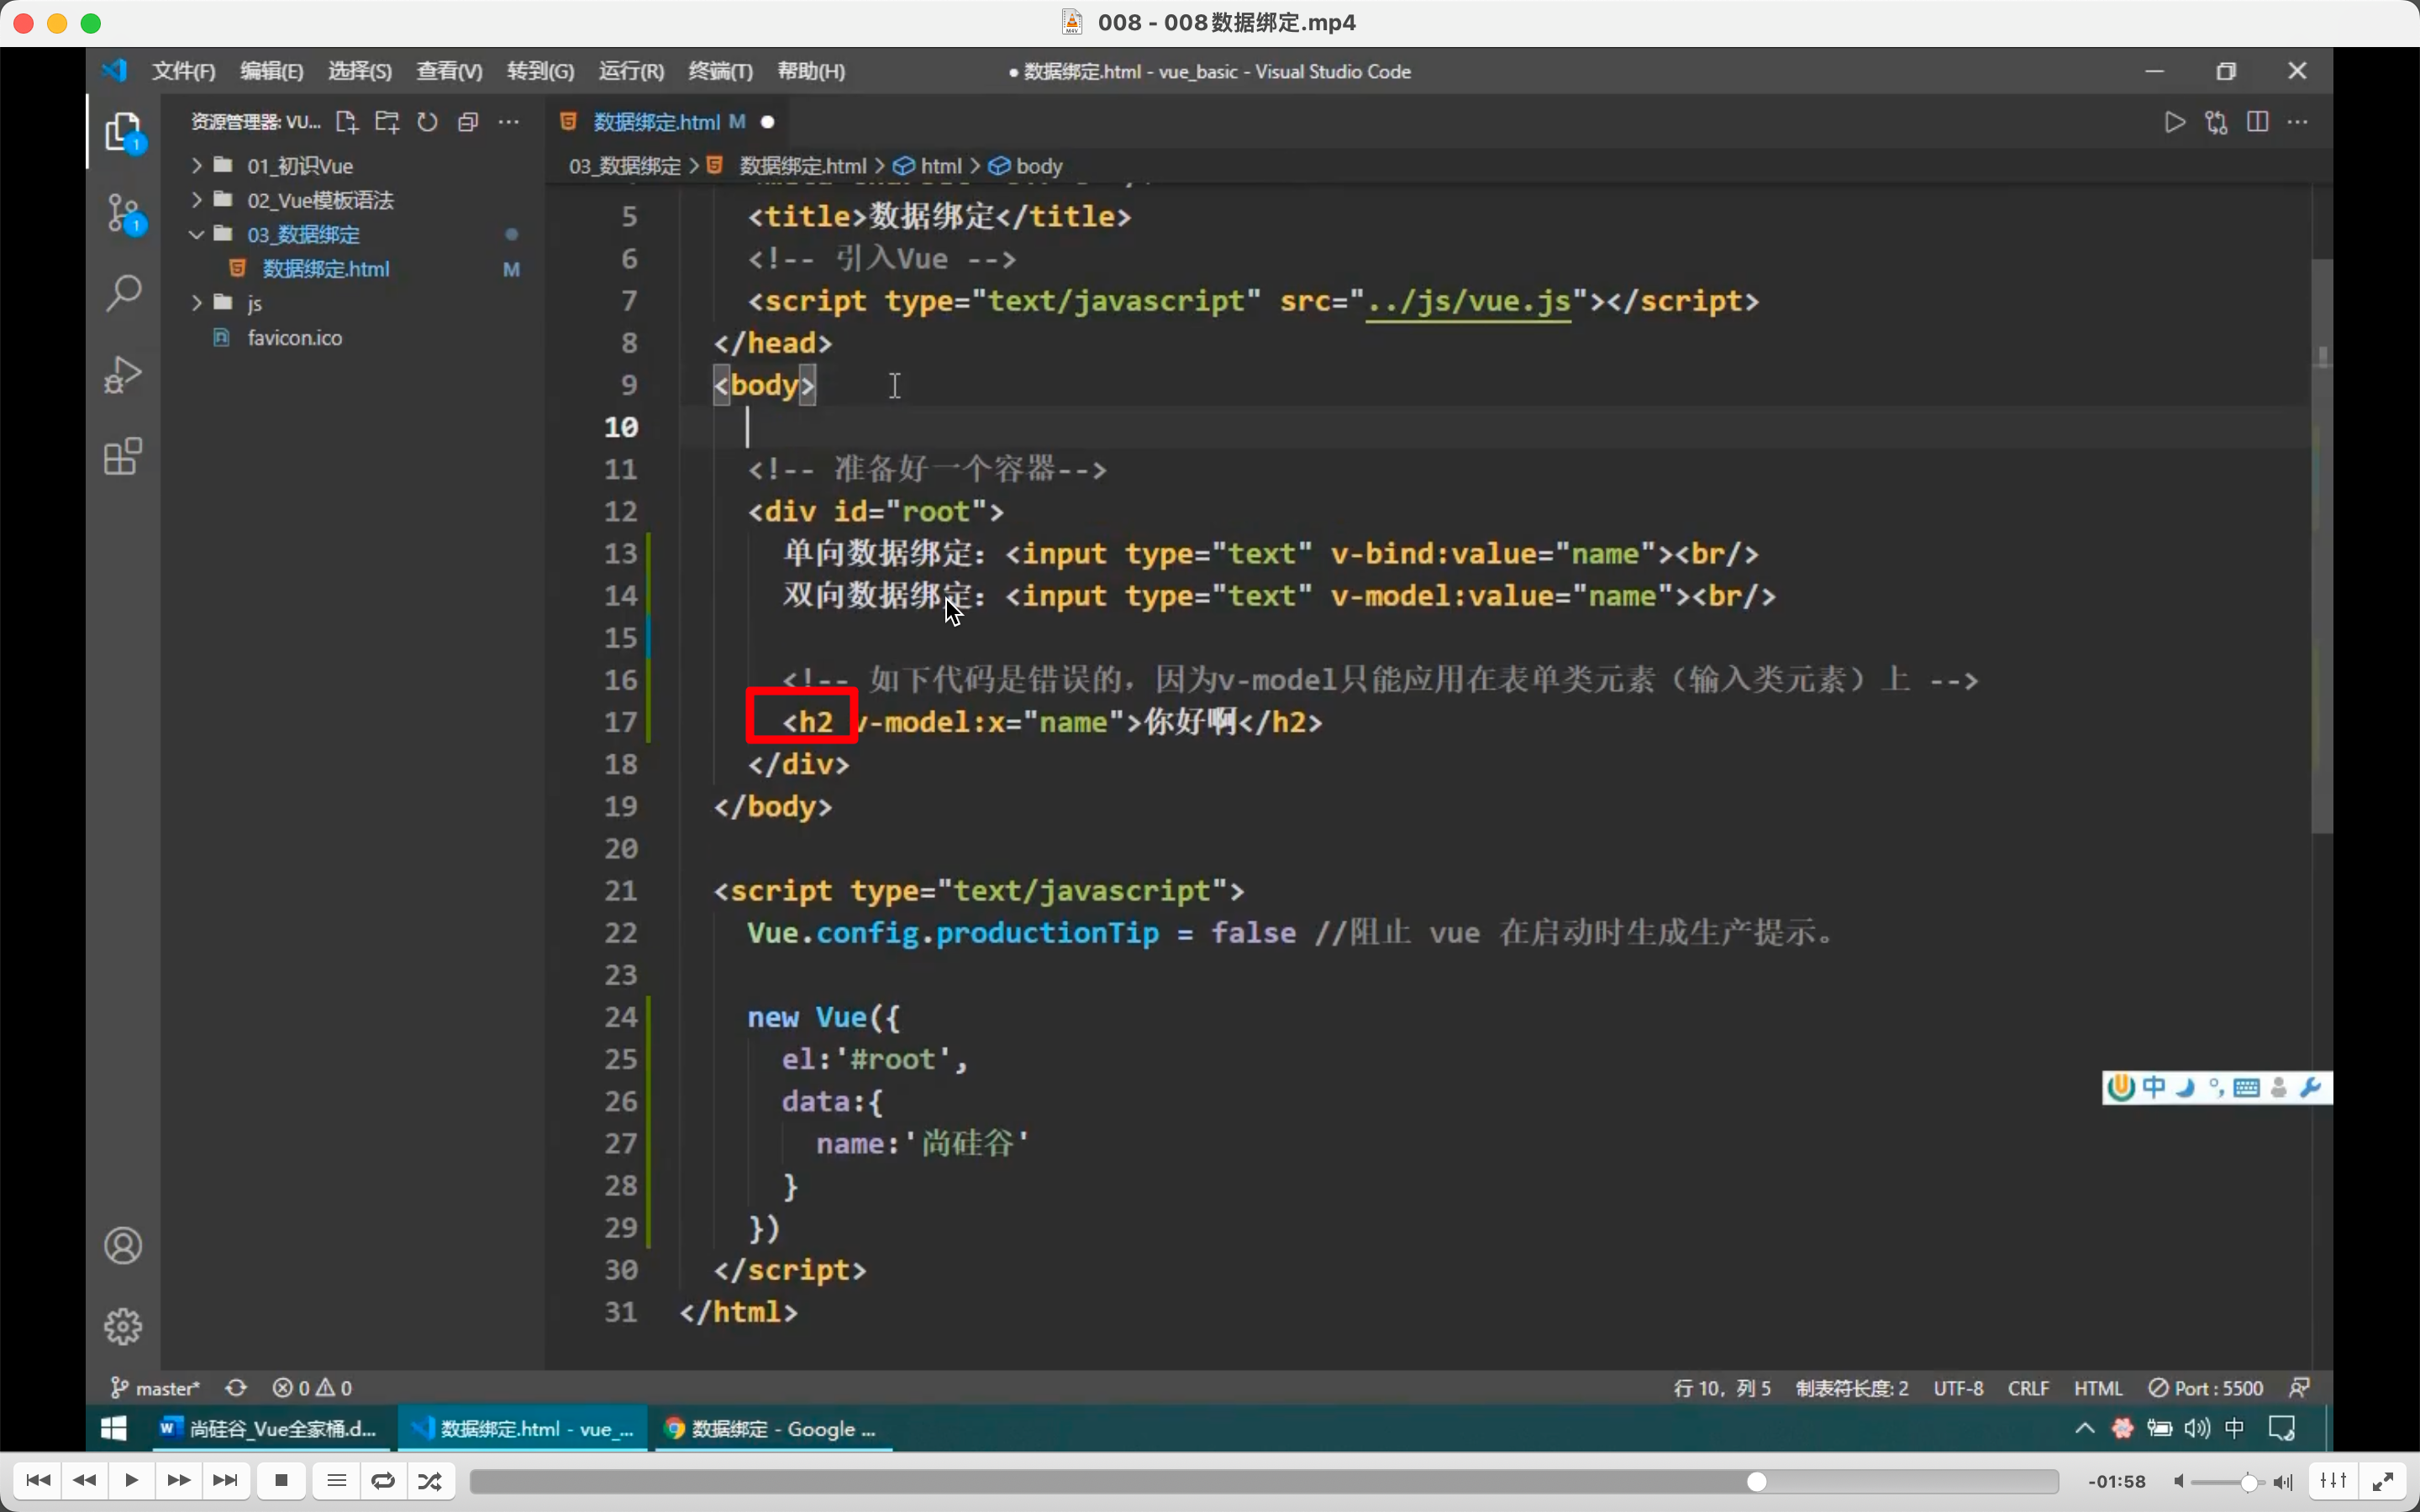 008 - 008数据绑定.mp4
文件(F) 编辑(E) 选择(S) 查看(V) 转到(G) 运行(R) 终端(T) 帮助(H)
● 数据绑定.html - vue_basic - Visual Studio Code
资源管理器: VU...
数据绑定.html M
01_初识Vue
02_Vue模板语法
03_数据绑定
数据绑定.html M
js
favicon.ico
1
1
03_数据绑定 > 数据绑定.html > html > body
5 <title>数据绑定</title>
6 <!-- 引入Vue -->
7 <script type="text/javascript" src="../js/vue.js"></script>
8 </head>
9 <body>
10
11 <!-- 准备好一个容器-->
12 <div id="root">
13 单向数据绑定：<input type="text" v-bind:value="name"><br/>
14 双向数据绑定：<input type="text" v-model:value="name"><br/>
15
16 <!-- 如下代码是错误的，因为v-model只能应用在表单类元素（输入类元素）上 -->
17 <h2 v-model:x="name">你好啊</h2>
18 </div>
19 </body>
20
21 <script type="text/javascript">
22 Vue.config.productionTip = false //阻止 vue 在启动时生成生产提示。
23
24 new Vue({
25 el:'#root',
26 data:{
27 name:'尚硅谷'
28 }
29 })
30 </script>
31 </html>
中
master* 0 0
行 10，列 5 制表符长度: 2 UTF-8 CRLF HTML Port : 5500
尚硅谷_Vue全家桶.d... 数据绑定.html - vue_... 数据绑定 - Google ...
中
-01:58